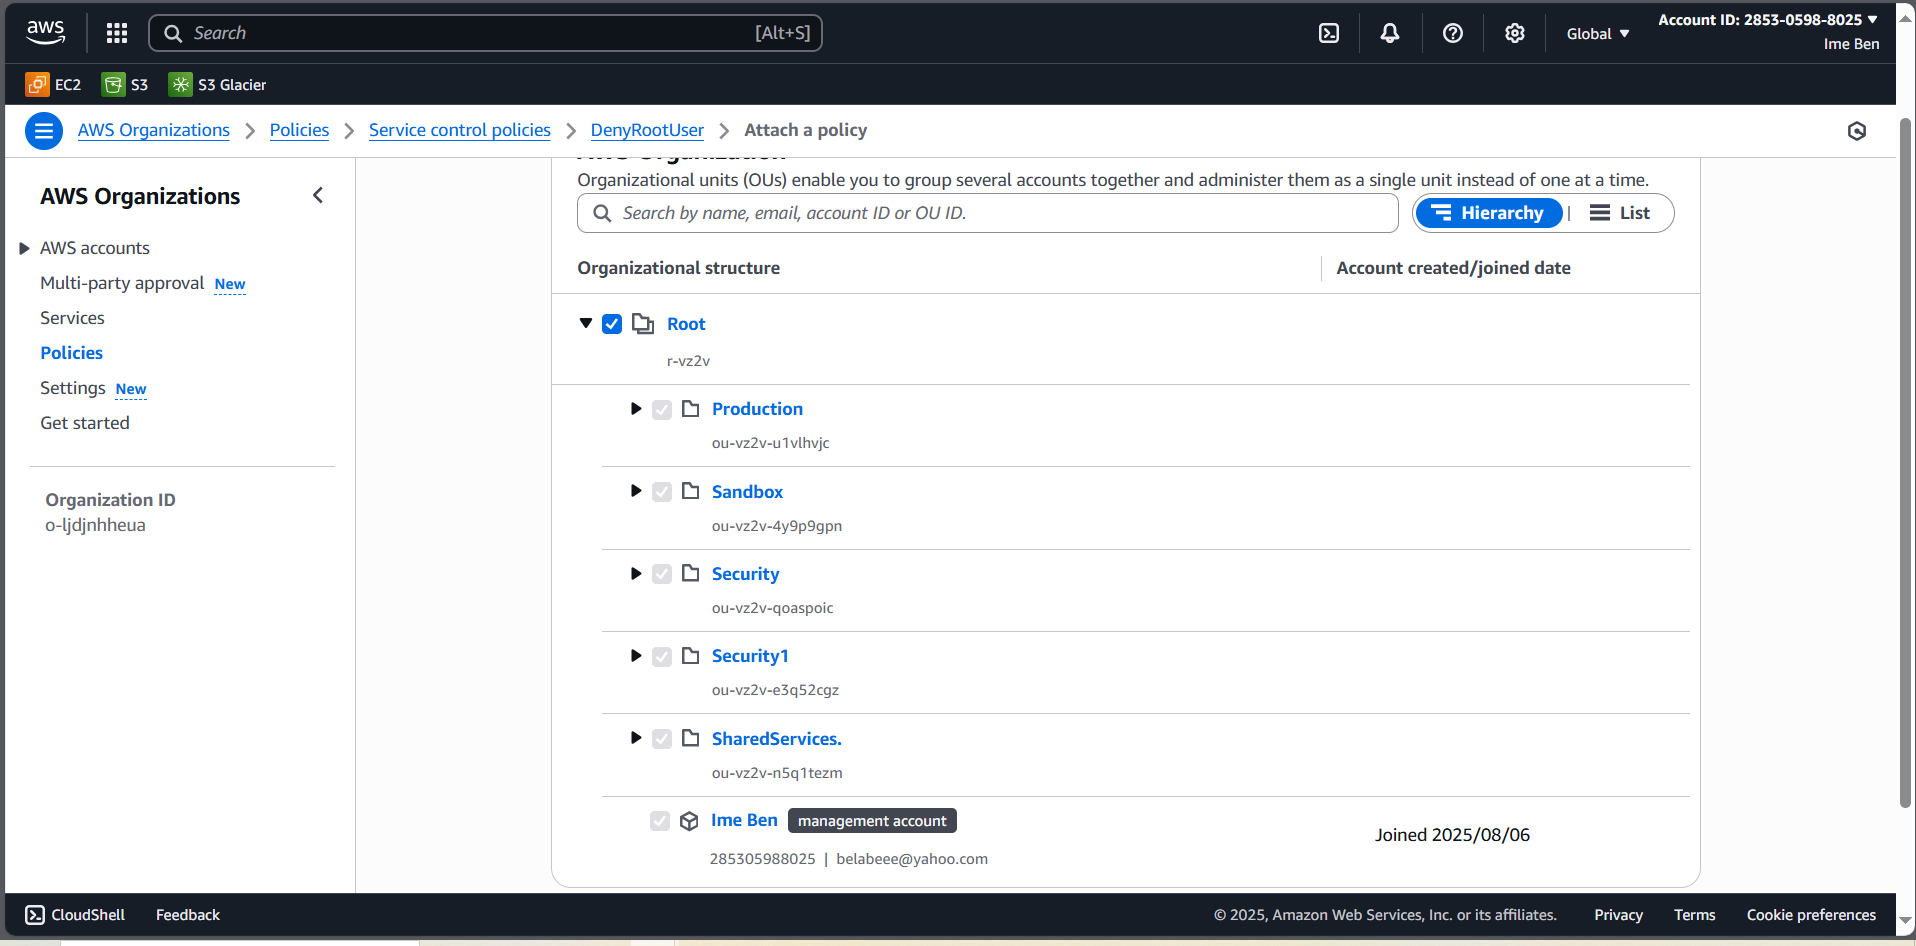 aws
Search [Alt+S]
Global
Account ID: 2853-0598-8025
Ime Ben
EC2
S3
S3 Glacier
AWS Organizations
Policies
Service control policies
DenyRootUser
Attach a policy
AWS Organizations
AWS accounts
Multi-party approval New
Services
Policies
Settings New
Get started
Organization ID
o-ljdjnhheua
AWS Organization
Organizational units (OUs) enable you to group several accounts together and administer them as a single unit instead of one at a time.
Search by name, email, account ID or OU ID.
Hierarchy | List
Organizational structure
Account created/joined date
Root
r-vz2v
Production
ou-vz2v-u1vlhvjc
Sandbox
ou-vz2v-4y9p9gpn
Security
ou-vz2v-qoaspoic
Security1
ou-vz2v-e3q52cgz
SharedServices.
ou-vz2v-n5q1tezm
Ime Ben management account
Joined 2025/08/06
285305988025 | belabeee@yahoo.com
CloudShell
Feedback
© 2025, Amazon Web Services, Inc. or its affiliates.
Privacy
Terms
Cookie preferences